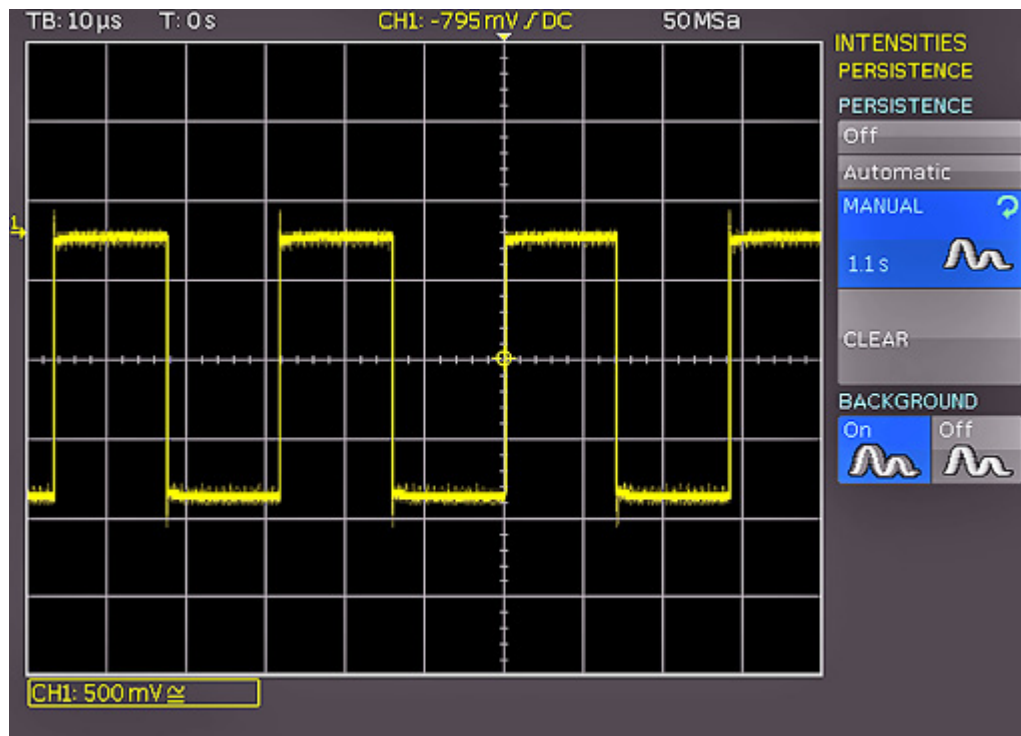 TB: 10 µs T: 0 s CH1: -795 mV / DC 50 MSa
INTENSITIES
PERSISTENCE
PERSISTENCE
Off
Automatic
MANUAL
1.1 s
CLEAR
BACKGROUND
On Off
1
CH1: 500 mV ≅